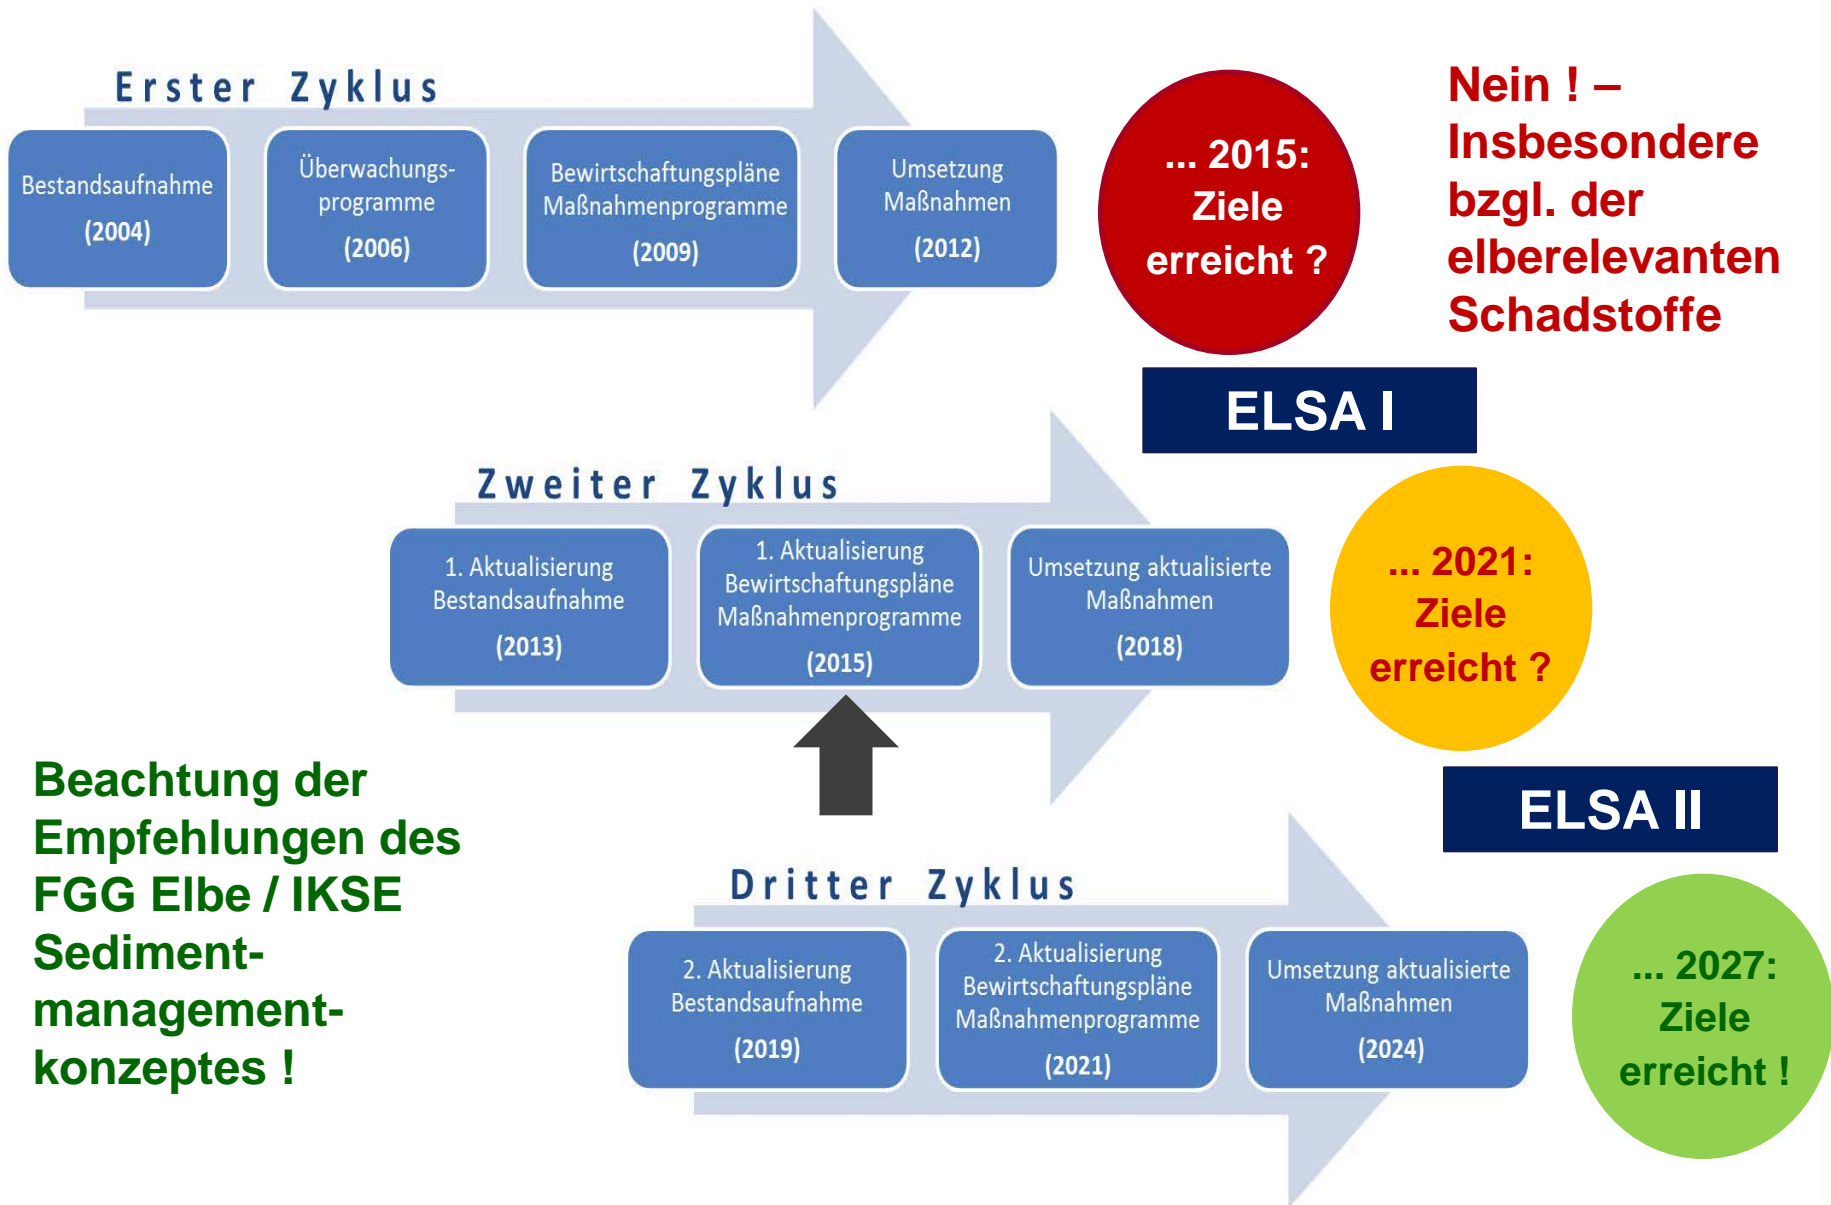 Erster Zyklus
Bestandsaufnahme
(2004)
Überwachungs-
programme
(2006)
Bewirtschaftungspläne
Maßnahmenprogramme
(2009)
Umsetzung
Maßnahmen
(2012)
... 2015:
Ziele
erreicht ?
Nein ! –
Insbesondere
bzgl. der
elberelevanten
Schadstoffe
ELSA I
Zweiter Zyklus
1. Aktualisierung
Bestandsaufnahme
(2013)
1. Aktualisierung
Bewirtschaftungspläne
Maßnahmenprogramme
(2015)
Umsetzung aktualisierte
Maßnahmen
(2018)
... 2021:
Ziele
erreicht ?
Beachtung der
Empfehlungen des
FGG Elbe / IKSE
Sediment-
management-
konzeptes !
ELSA II
Dritter Zyklus
2. Aktualisierung
Bestandsaufnahme
(2019)
2. Aktualisierung
Bewirtschaftungspläne
Maßnahmenprogramme
(2021)
Umsetzung aktualisierte
Maßnahmen
(2024)
... 2027:
Ziele
erreicht !